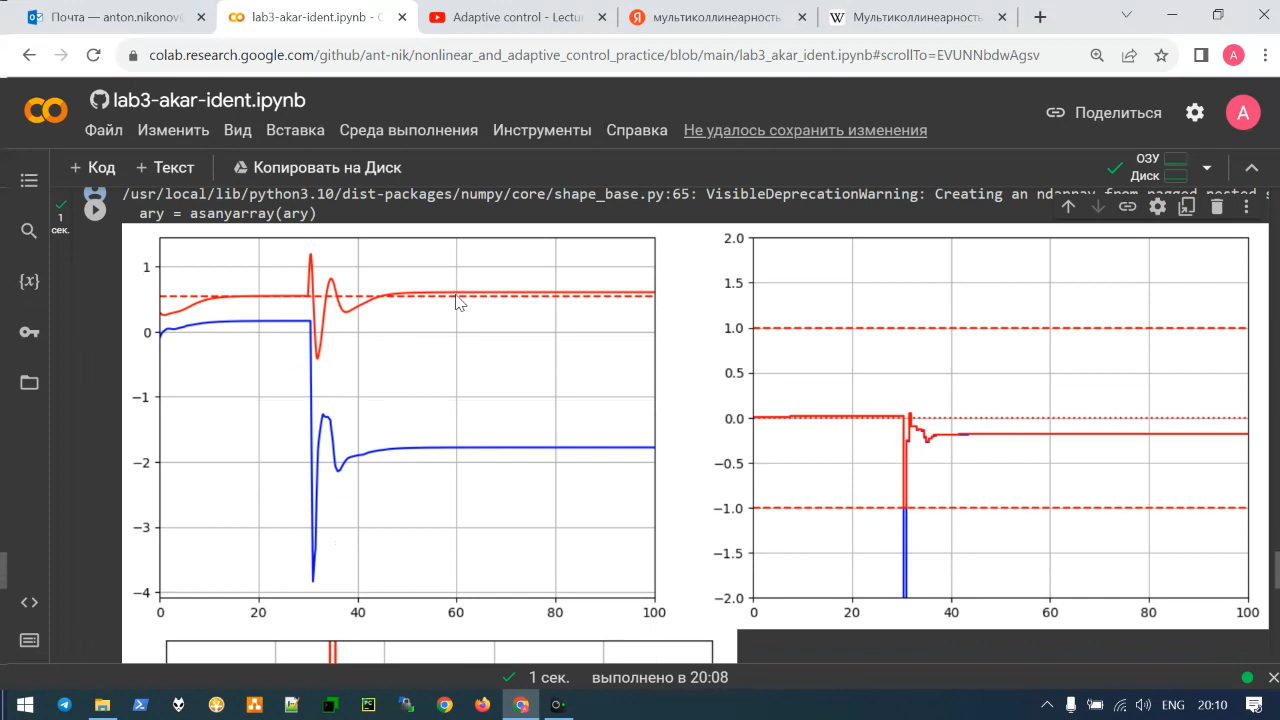 Почта — anton.nikonov
lab3-akar-ident.ipynb - C
Adaptive control - Lectu
мультиколлинеарность
Мультиколлинеарность
colab.research.google.com/github/ant-nik/nonlinear_and_adaptive_control_practice/blob/main/lab3_akar_ident.ipynb#scrollTo=EVUNNbdwAgsv
A
lab3-akar-ident.ipynb
Файл Изменить Вид Вставка Среда выполнения Инструменты Справка Не удалось сохранить изменения
Поделиться
A
+ Код + Текст Копировать на Диск
ОЗУ
Диск
1
сек.
/usr/local/lib/python3.10/dist-packages/numpy/core/shape_base.py:65: VisibleDeprecationWarning: Creating an ndarray from
ary = asanyarray(ary)
1
0
−1
−2
−3
−4
0 20 40 60 80 100
2.0
1.5
1.0
0.5
0.0
−0.5
−1.0
−1.5
−2.0
0 20 40 60 80 100
1 сек. выполнено в 20:08
ENG 20:10